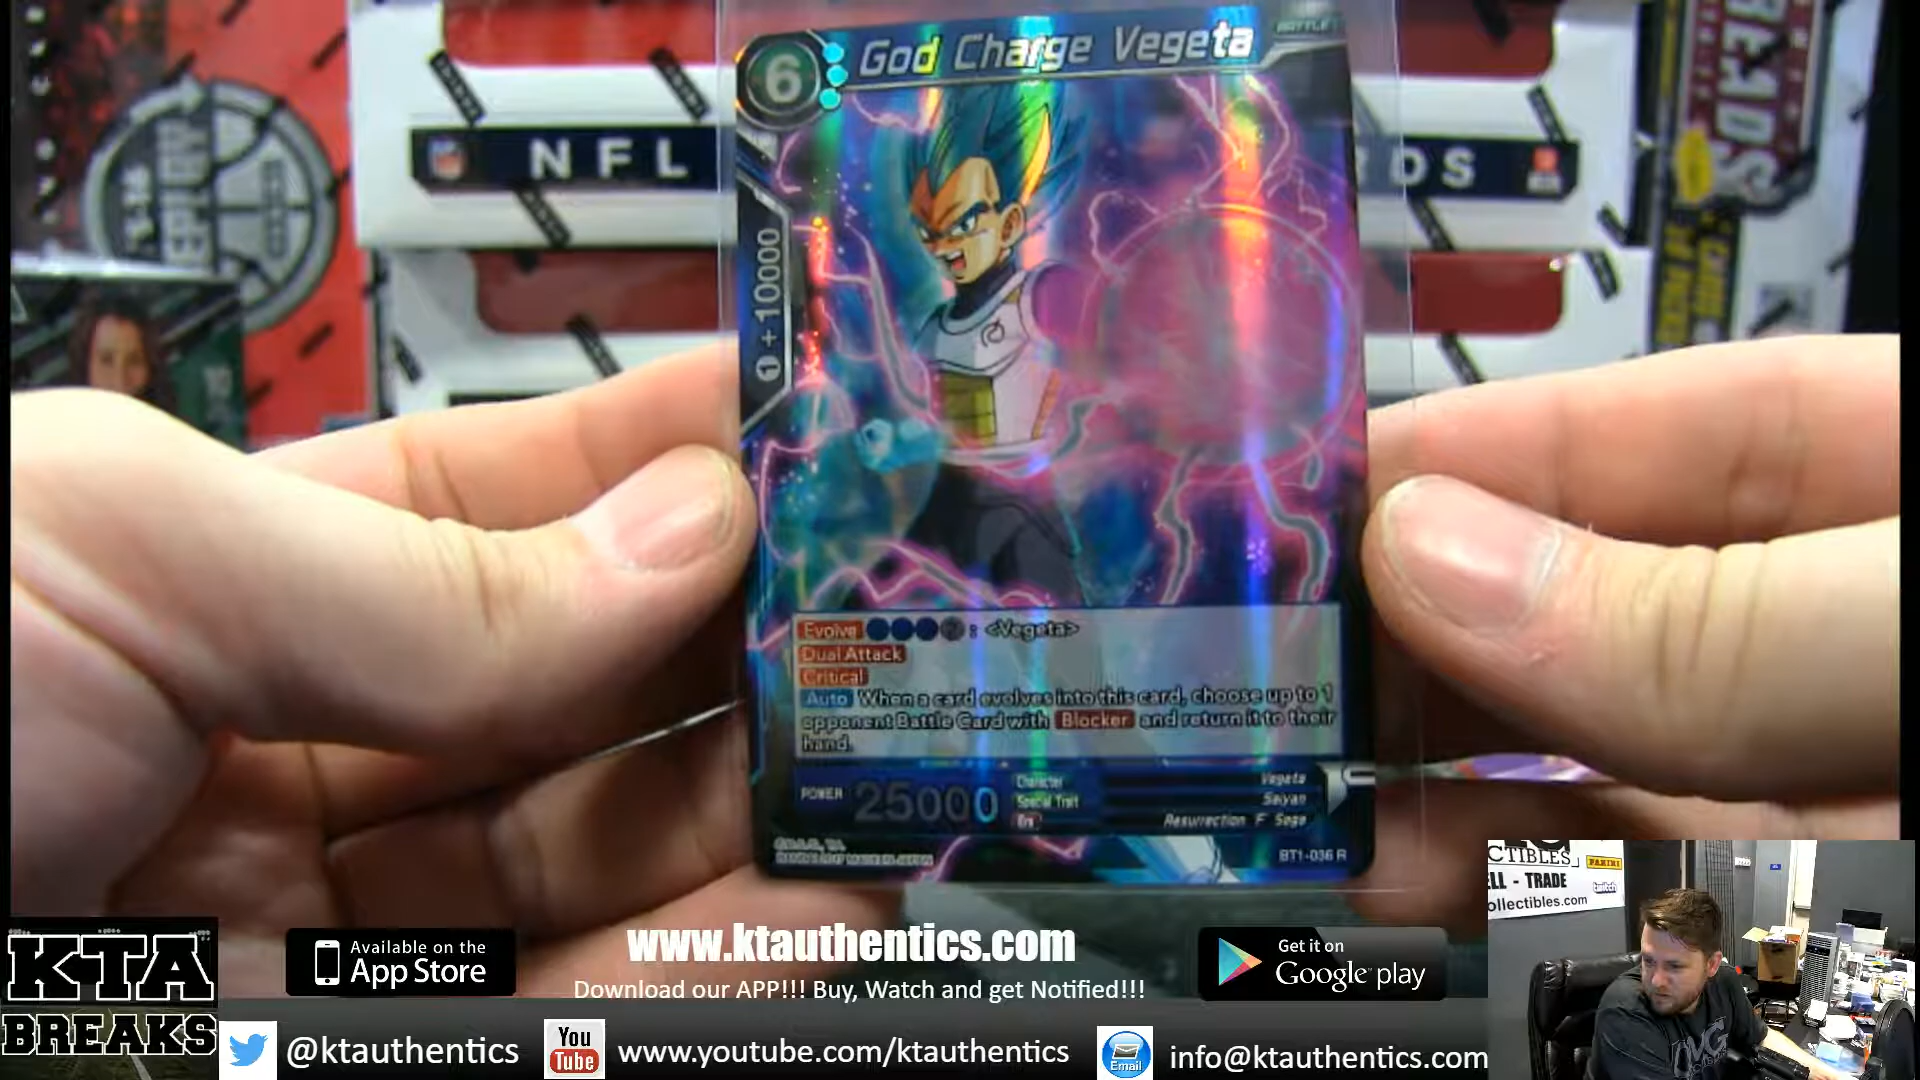 God Charge Vegeta
BATTLE
6
1 +10000
NFL
RDS
Evolve : <Vegeta>
Dual Attack
Critical
Auto When a card evolves into this card, choose up to 1
opponent Battle Card with Blocker and return it to their
hand.
POWER 25000
Character Vegeta
Special Trait Saiyan
Era Resurrection F Saga
BT1-036 R
CTIBLES PANINI
ELL - TRADE
twitch
ollectibles.com
KTA
BREAKS
Available on the
App Store
www.ktauthentics.com
Download our APP!!! Buy, Watch and get Notified!!!
Get it on
Google play
@ktauthentics
You
Tube
www.youtube.com/ktauthentics
Email
info@ktauthentics.com